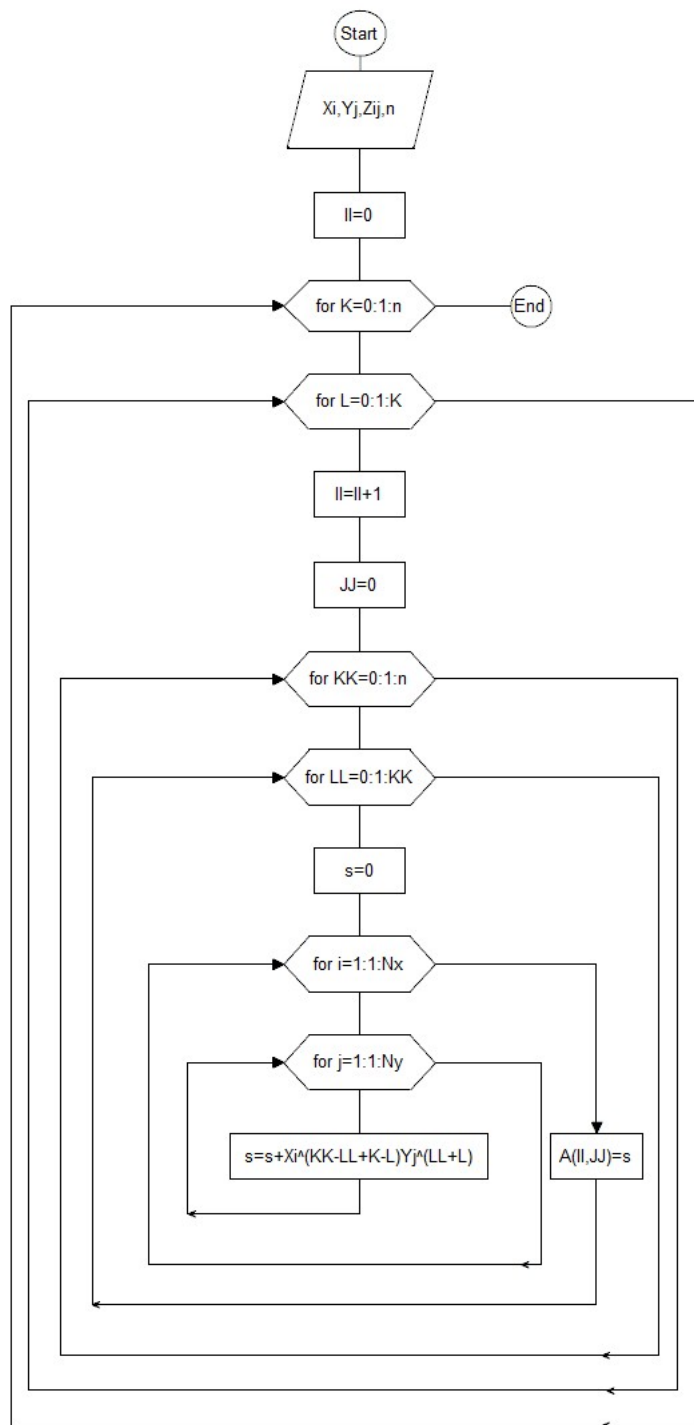 Start
Xi,Yj,Zij,n
II=0
for K=0:1:n
End
for L=0:1:K
II=II+1
JJ=0
for KK=0:1:n
for LL=0:1:KK
s=0
for i=1:1:Nx
for j=1:1:Ny
s=s+Xi^(KK-LL+K-L)Yj^(LL+L)
A(II,JJ)=s